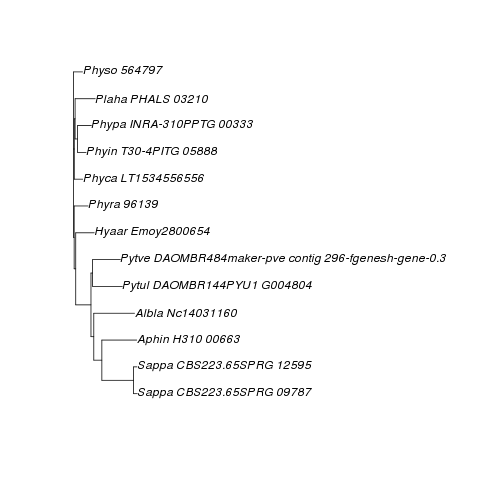 Physo 564797
Plaha PHALS 03210
Phypa INRA-310PPTG 00333
Phyin T30-4PITG 05888
Phyca LT1534556556
Phyra 96139
Hyaar Emoy2800654
Pytve DAOMBR484maker-pve contig 296-fgenesh-gene-0.3
Pytul DAOMBR144PYU1 G004804
Albla Nc14031160
Aphin H310 00663
Sappa CBS223.65SPRG 12595
Sappa CBS223.65SPRG 09787